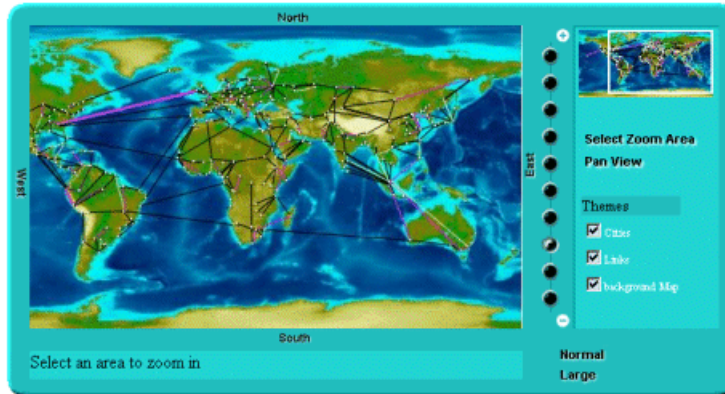 North
West
East
South
Select an area to zoom in
+
Select Zoom Area
Pan View
Themes
Cities
Links
background Map
−
Normal
Large